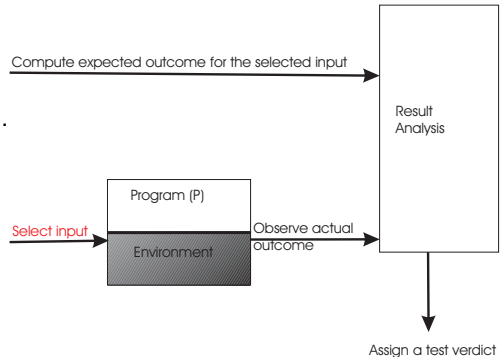 Compute expected outcome for the selected input
Result
Analysis
.
Program (P)
Select input
Observe actual
outcome
Environment
Assign a test verdict